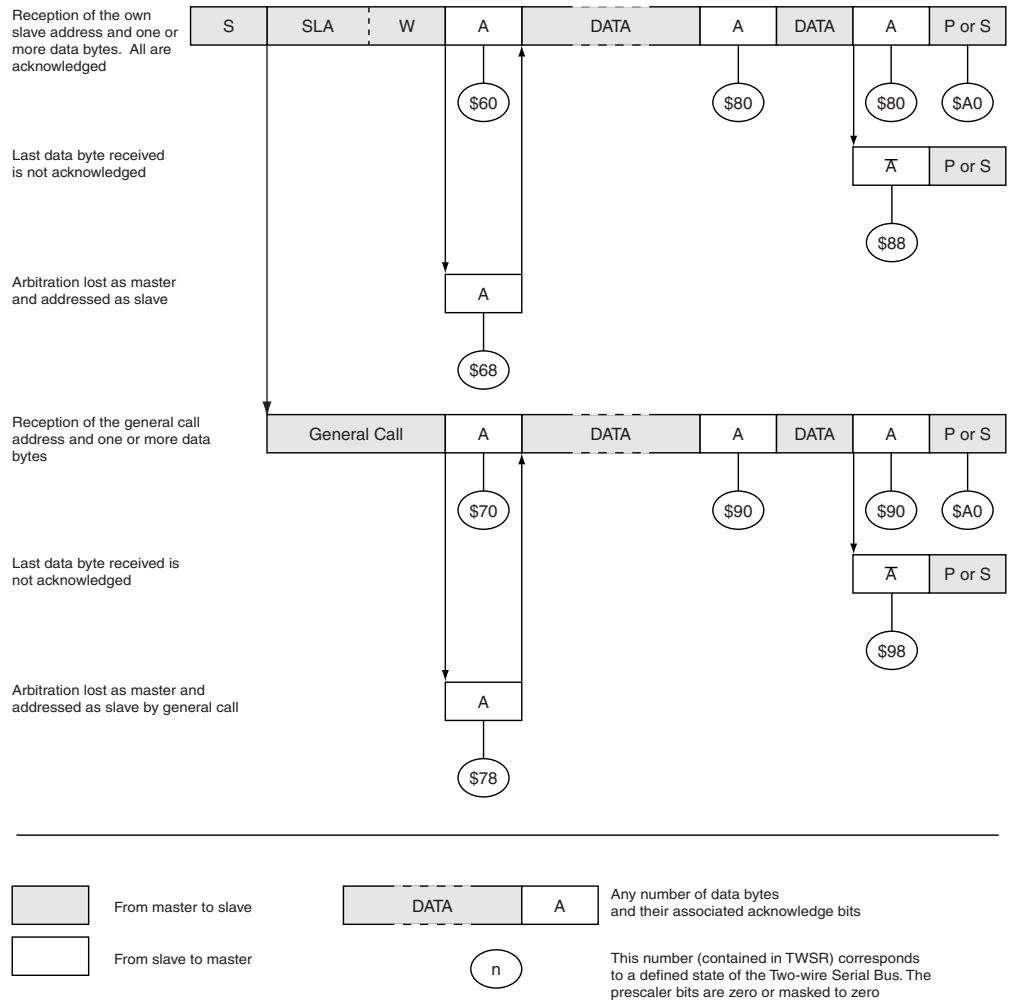 Reception of the own
slave address and one or
more data bytes. All are
acknowledged
S SLA W A DATA A DATA A P or S
$60 $80 $80 $A0
Last data byte received
is not acknowledged
A̅ P or S
$88
Arbitration lost as master
and addressed as slave
A
$68
Reception of the general call
address and one or more data
bytes
General Call A DATA A DATA A P or S
$70 $90 $90 $A0
Last data byte received is
not acknowledged
A̅ P or S
$98
Arbitration lost as master and
addressed as slave by general call
A
$78
From master to slave
DATA A
Any number of data bytes
and their associated acknowledge bits
From slave to master
n
This number (contained in TWSR) corresponds
to a defined state of the Two-wire Serial Bus. The
prescaler bits are zero or masked to zero